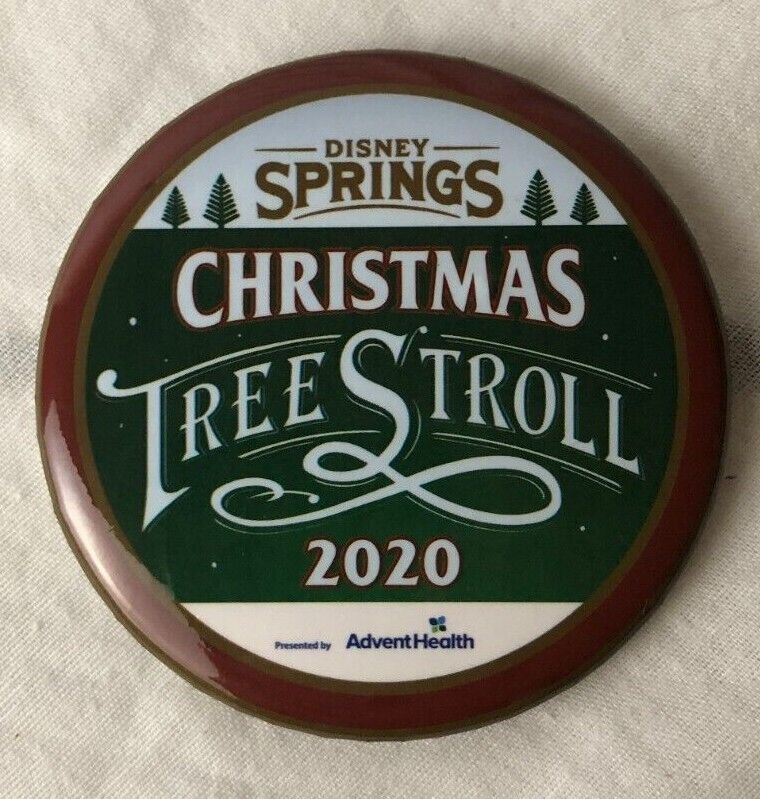 DISNEY
SPRINGS
CHRISTMAS
TREE STROLL
2020
Presented by AdventHealth